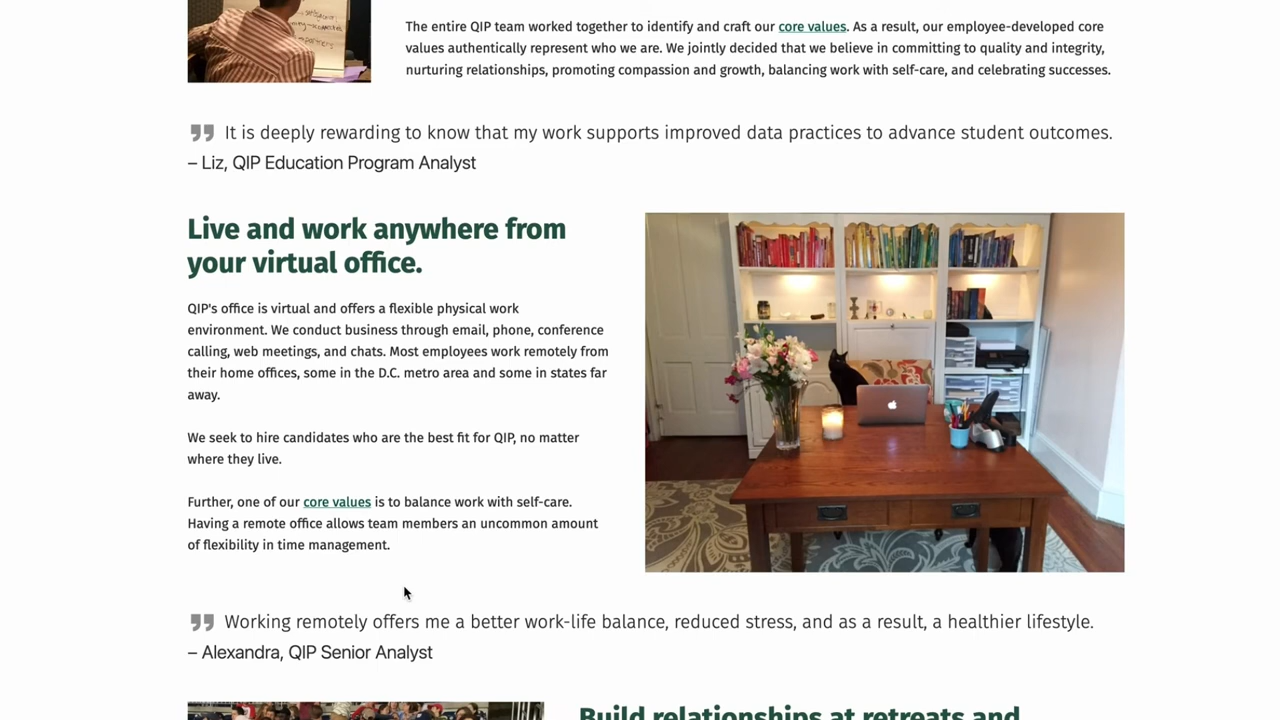 The entire QIP team worked together to identify and craft our core values. As a result, our employee-developed core
values authentically represent who we are. We jointly decided that we believe in committing to quality and integrity,
nurturing relationships, promoting compassion and growth, balancing work with self-care, and celebrating successes.
" It is deeply rewarding to know that my work supports improved data practices to advance student outcomes.
– Liz, QIP Education Program Analyst
Live and work anywhere from
your virtual office.
QIP's office is virtual and offers a flexible physical work
environment. We conduct business through email, phone, conference
calling, web meetings, and chats. Most employees work remotely from
their home offices, some in the D.C. metro area and some in states far
away.
We seek to hire candidates who are the best fit for QIP, no matter
where they live.
Further, one of our core values is to balance work with self-care.
Having a remote office allows team members an uncommon amount
of flexibility in time management.
" Working remotely offers me a better work-life balance, reduced stress, and as a result, a healthier lifestyle.
– Alexandra, QIP Senior Analyst
Build relationships at retreats and